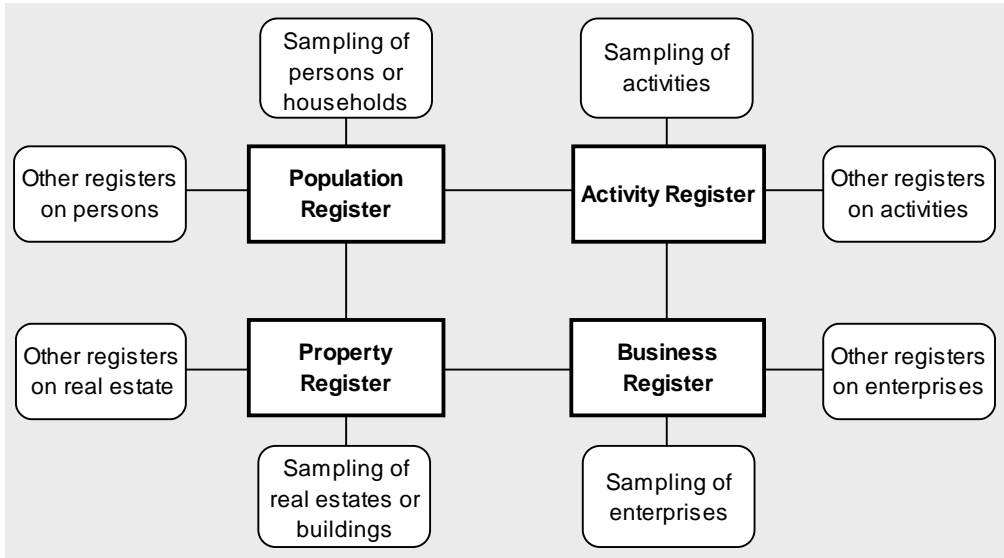 Sampling of
persons or
households
Sampling of
activities
Other registers
on persons
Population
Register
Activity Register
Other registers
on activities
Other registers
on real estate
Property
Register
Business
Register
Other registers
on enterprises
Sampling of
real estates or
buildings
Sampling of
enterprises